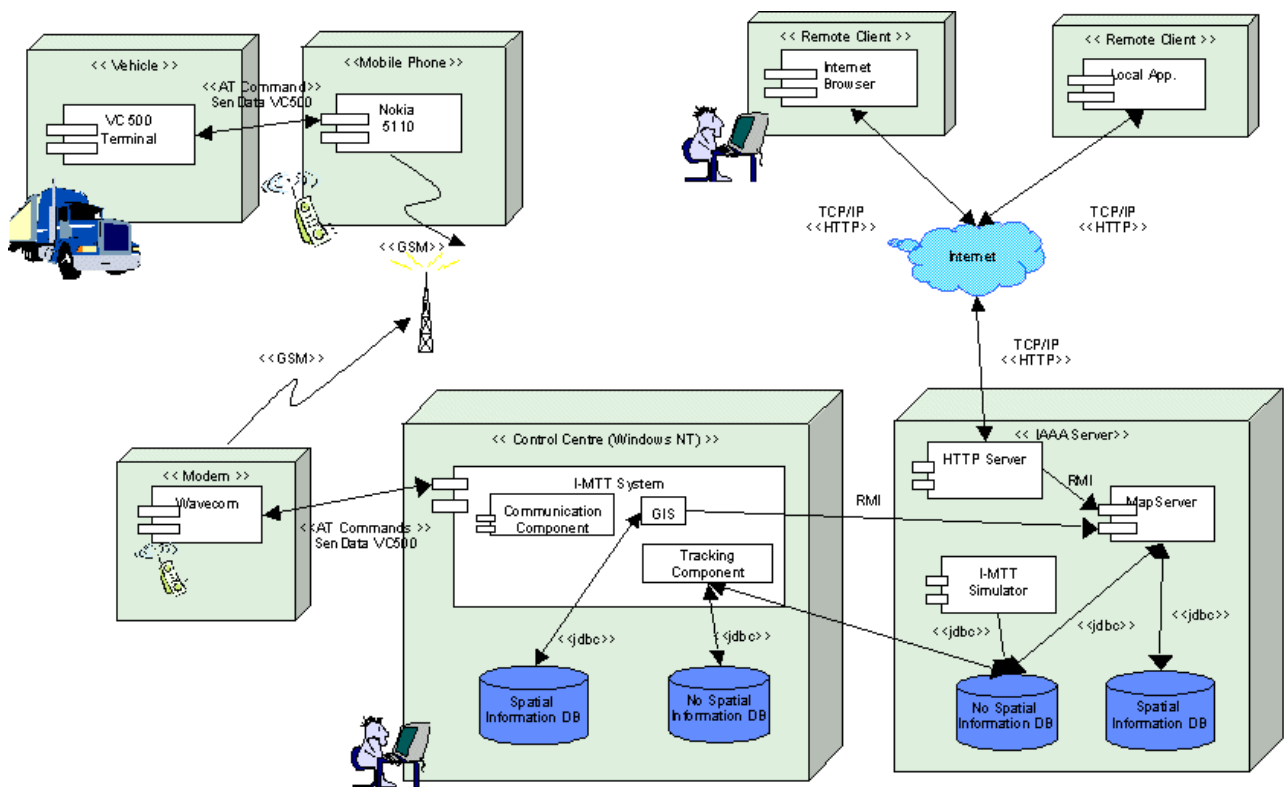 << Vehicle >>
VC 500
Terminal
<<AT Command>>
Sen Data VC500
<<Mobile Phone>>
Nokia
5110
<<GSM>>
<< Remote Client >>
Internet
Browser
<< Remote Client >>
Local App.
TCP/IP
<<HTTP>>
TCP/IP
<<HTTP>>
Internet
TCP/IP
<<HTTP>>
<<GSM>>
<< Modem >>
Wavecom
<<AT Commands >>
Sen Data VC500
<< Control Centre (Windows NT) >>
I-MTT System
Communication
Component
GIS
Tracking
Component
<<jdbc>>
<<jdbc>>
Spatial
Information DB
No Spatial
Information DB
RMI
<< IAAA Server>>
HTTP Server
RMI
MapServer
I-MTT
Simulator
<<jdbc>>
<<jdbc>>
<<jdbc>>
No Spatial
Information DB
Spatial
Information DB